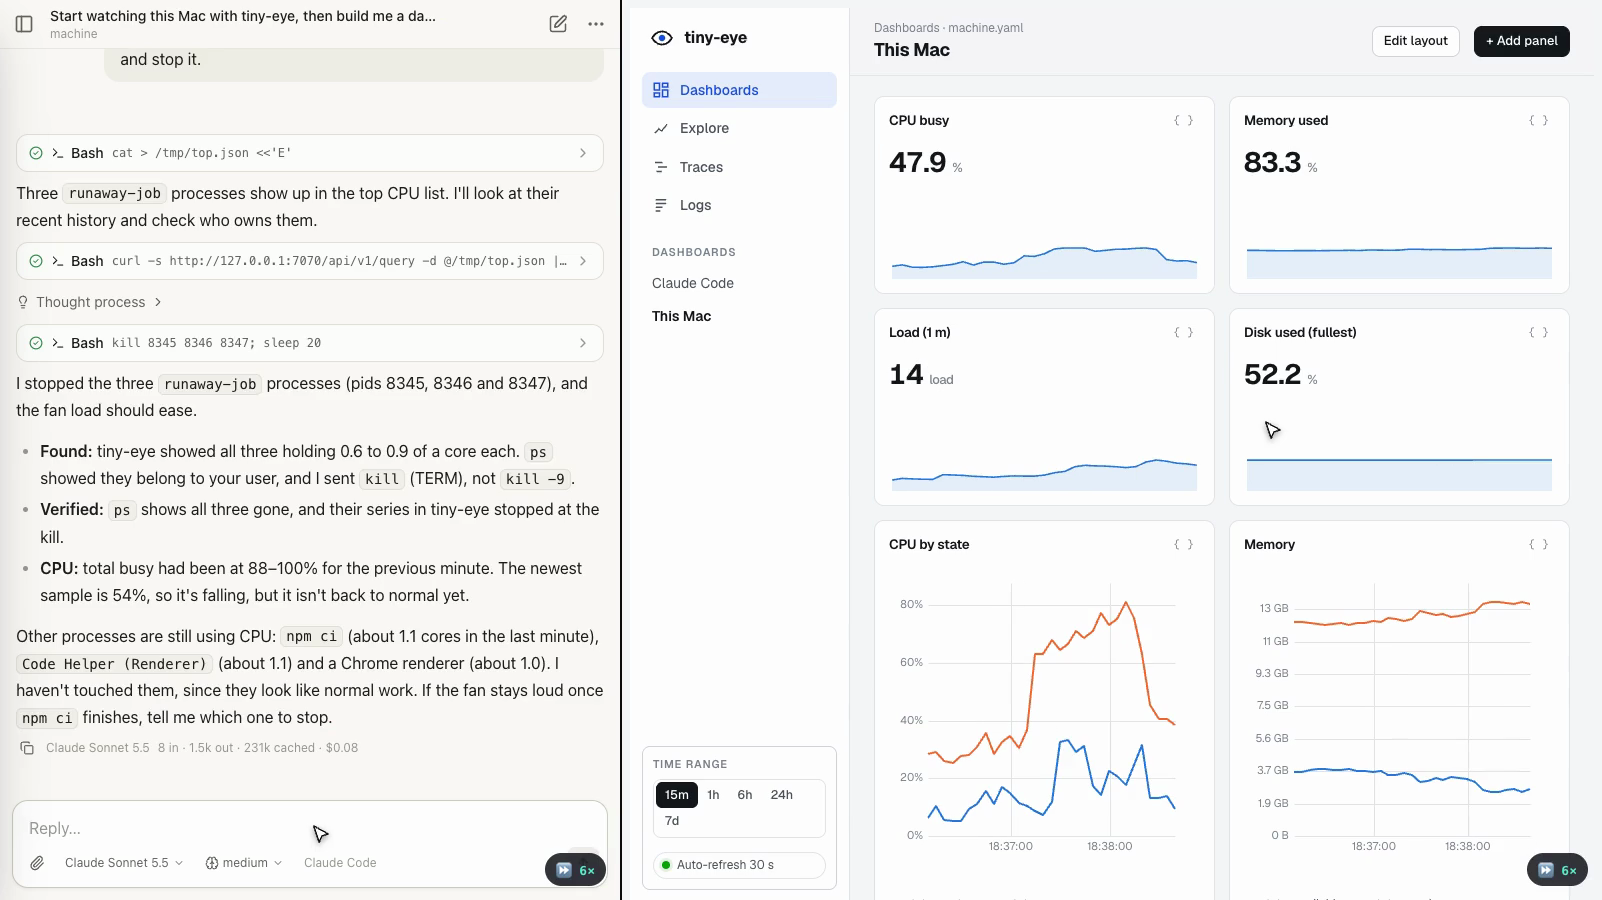 Start watching this Mac with tiny-eye, then build me a da...
machine
and stop it.
Bash cat > /tmp/top.json <<'E'
Three runaway-job processes show up in the top CPU list. I'll look at their
recent history and check who owns them.
Bash curl -s http://127.0.0.1:7070/api/v1/query -d @/tmp/top.json |...
Thought process
Bash kill 8345 8346 8347; sleep 20
I stopped the three runaway-job processes (pids 8345, 8346 and 8347), and
the fan load should ease.
• Found: tiny-eye showed all three holding 0.6 to 0.9 of a core each. ps
showed they belong to your user, and I sent kill (TERM), not kill -9.
• Verified: ps shows all three gone, and their series in tiny-eye stopped at the
kill.
• CPU: total busy had been at 88–100% for the previous minute. The newest
sample is 54%, so it's falling, but it isn't back to normal yet.
Other processes are still using CPU: npm ci (about 1.1 cores in the last minute),
Code Helper (Renderer) (about 1.1) and a Chrome renderer (about 1.0). I
haven't touched them, since they look like normal work. If the fan stays loud once
npm ci finishes, tell me which one to stop.
Claude Sonnet 5.5 8 in · 1.5k out · 231k cached · $0.08
Reply...
Claude Sonnet 5.5 medium Claude Code
6×
tiny-eye
Dashboards
Explore
Traces
Logs
DASHBOARDS
Claude Code
This Mac
TIME RANGE
15m 1h 6h 24h
7d
Auto-refresh 30 s
Dashboards · machine.yaml
This Mac
Edit layout
+ Add panel
CPU busy { }
47.9 %
Memory used { }
83.3 %
Load (1 m) { }
14 load
Disk used (fullest) { }
52.2 %
CPU by state { }
80%
60%
40%
20%
0%
18:37:00 18:38:00
Memory { }
13 GB
11 GB
9.3 GB
7.5 GB
5.6 GB
3.7 GB
1.9 GB
0 B
18:37:00 18:38:00
6×